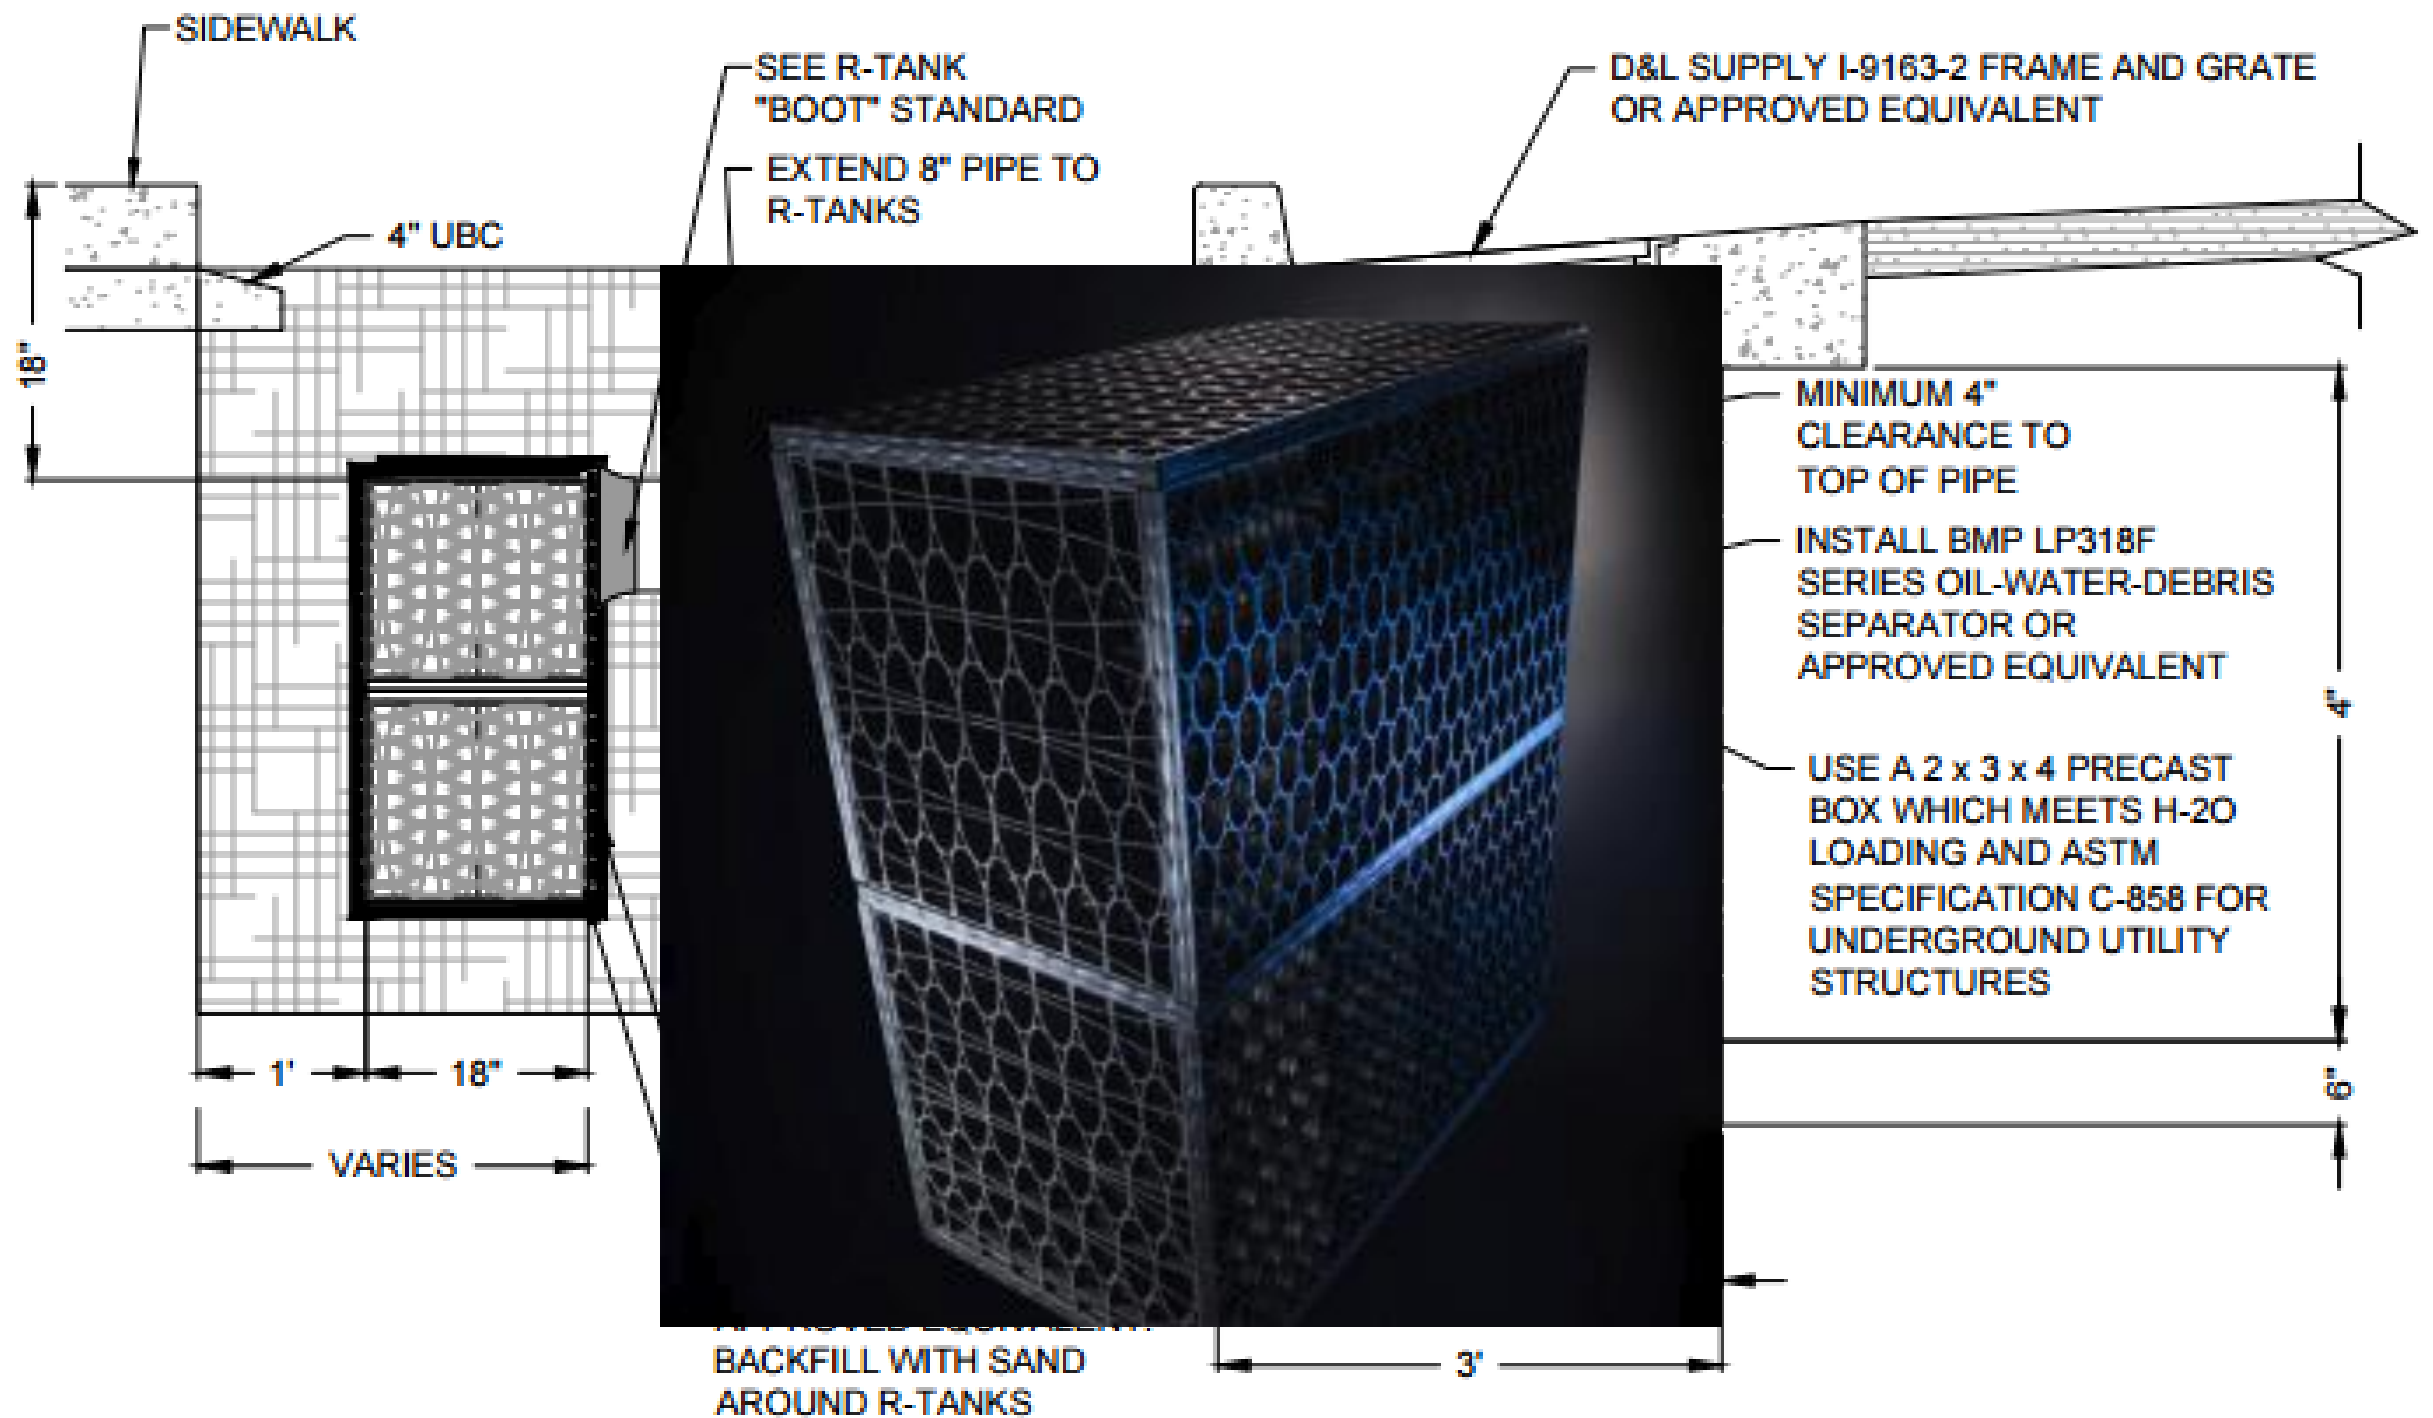 SIDEWALK
SEE R-TANK
"BOOT" STANDARD
EXTEND 8" PIPE TO
R-TANKS
D&L SUPPLY I-9163-2 FRAME AND GRATE
OR APPROVED EQUIVALENT
4" UBC
18"
MINIMUM 4"
CLEARANCE TO
TOP OF PIPE
INSTALL BMP LP318F
SERIES OIL-WATER-DEBRIS
SEPARATOR OR
APPROVED EQUIVALENT
4'
USE A 2 x 3 x 4 PRECAST
BOX WHICH MEETS H-2O
LOADING AND ASTM
SPECIFICATION C-858 FOR
UNDERGROUND UTILITY
STRUCTURES
1'
18"
6"
VARIES
BACKFILL WITH SAND
AROUND R-TANKS
3'